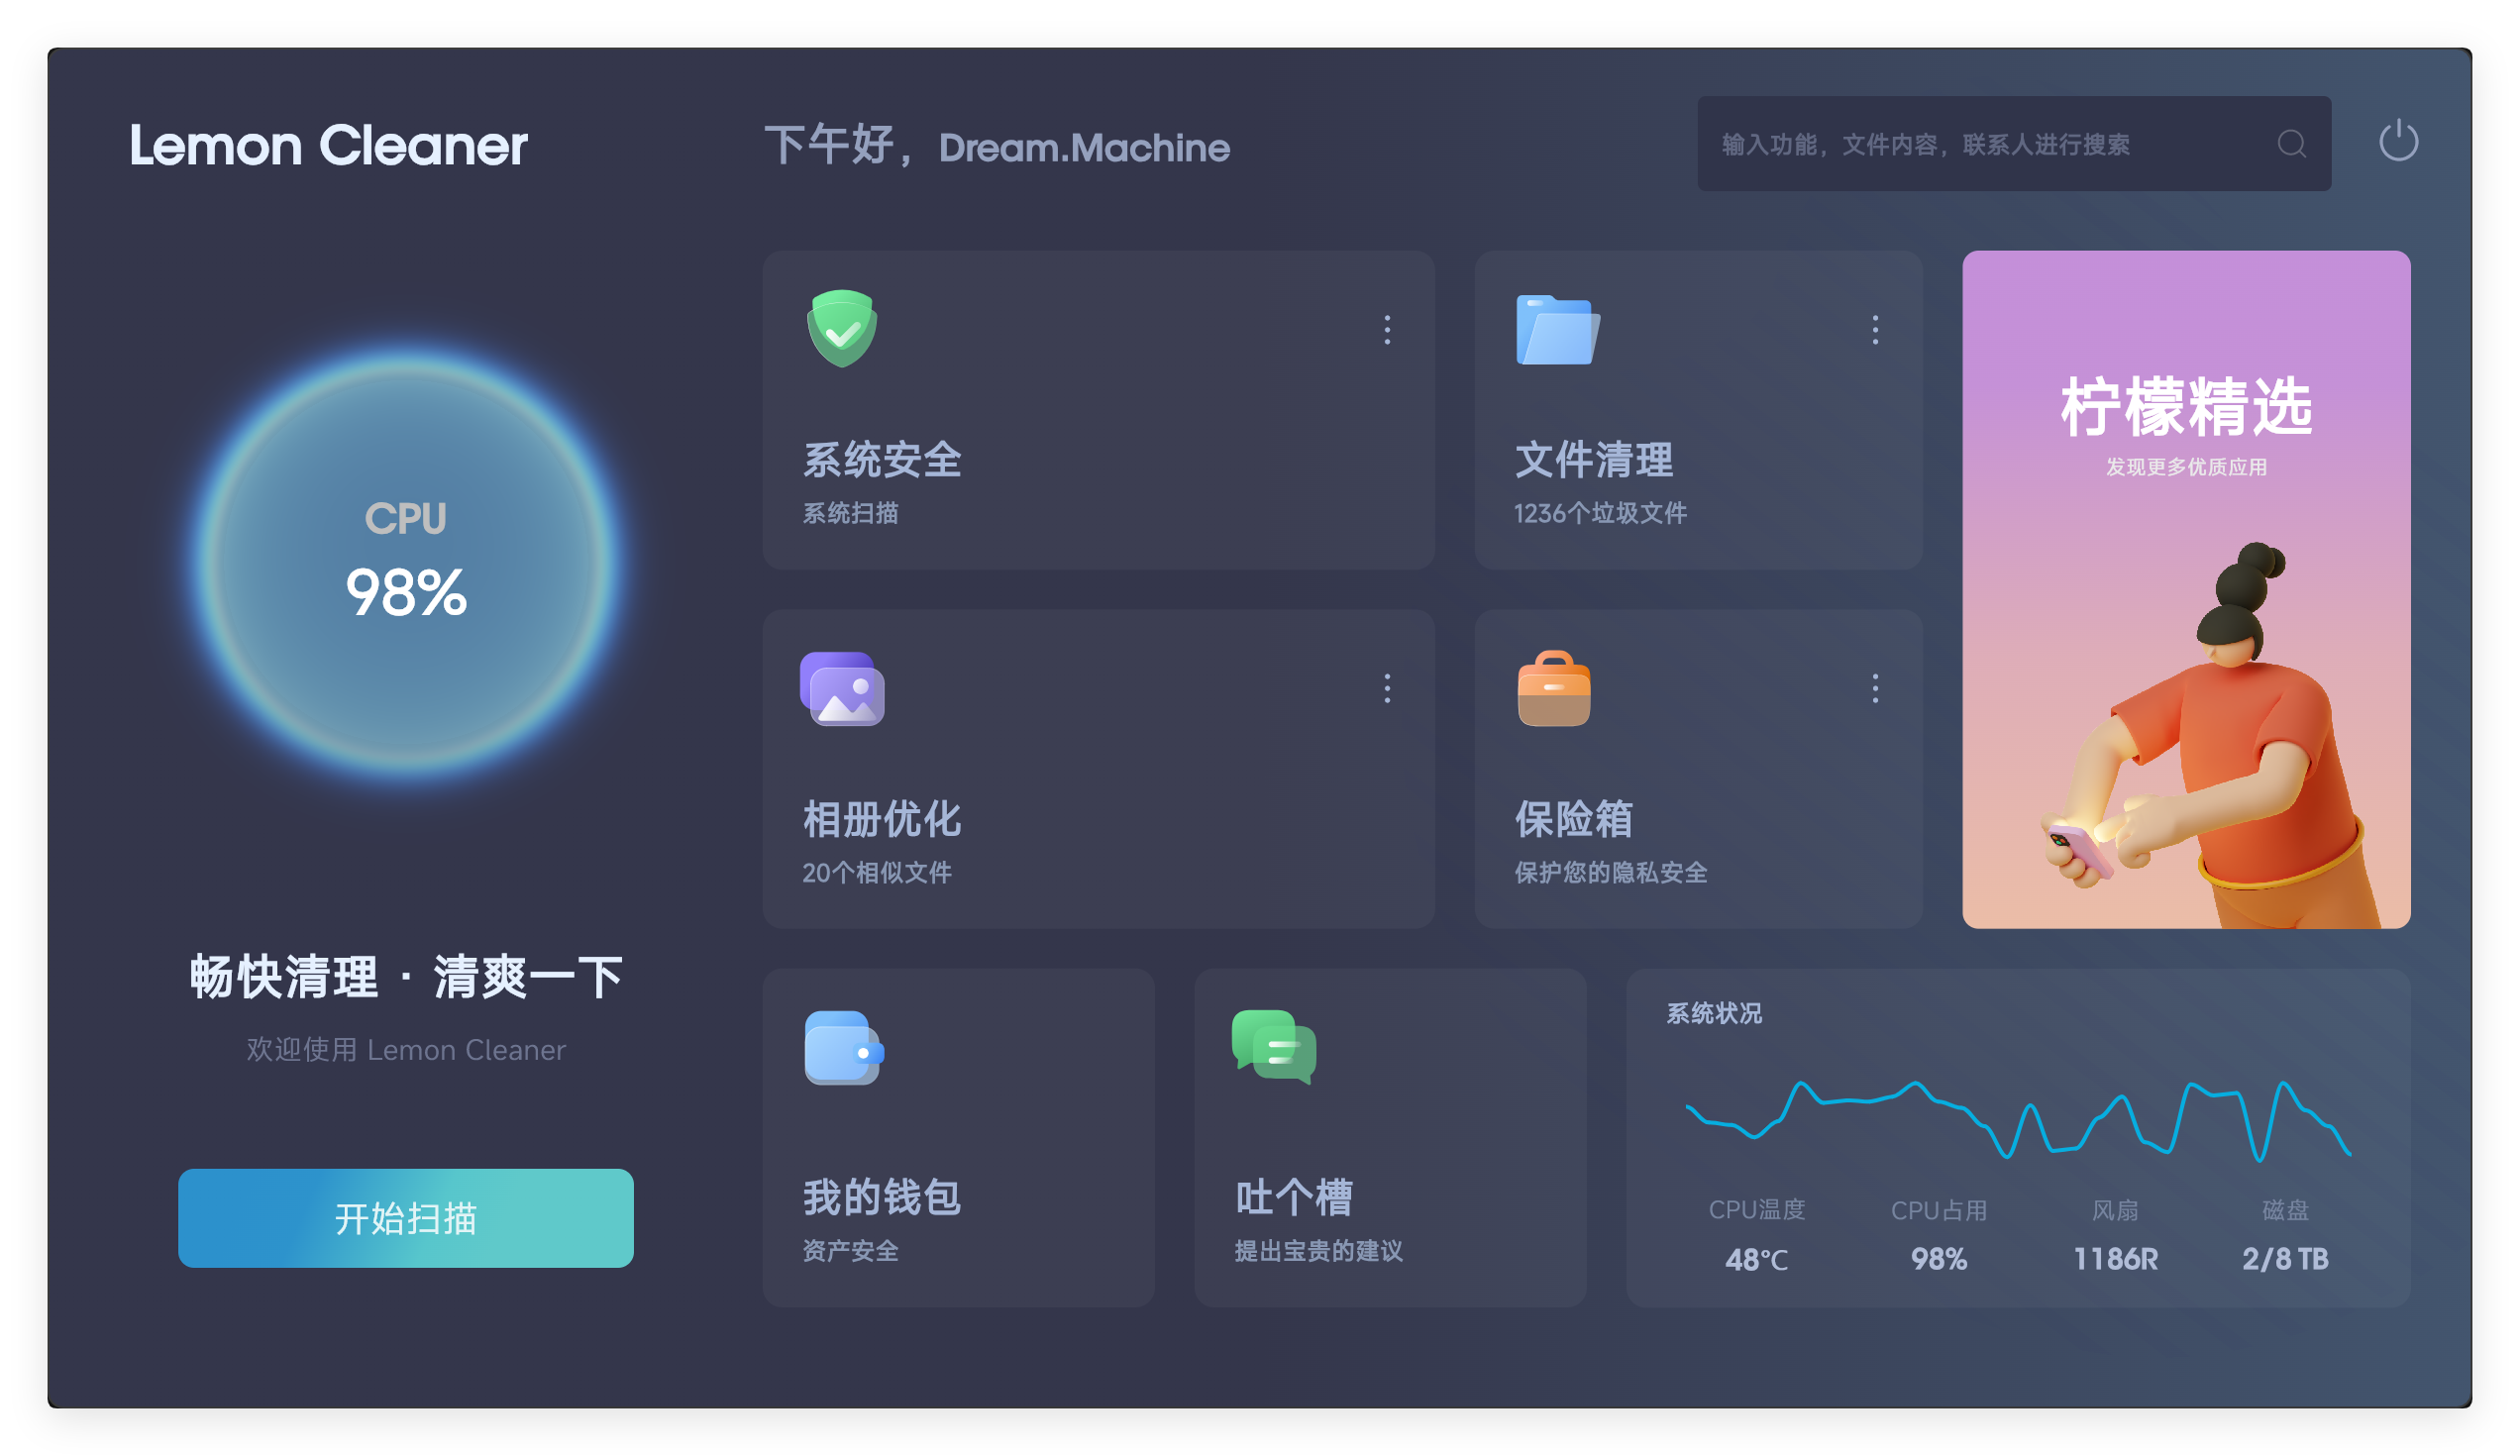 Lemon Cleaner
下午好，Dream.Machine
输入功能，文件内容，联系人进行搜索
CPU
98%
畅快清理 · 清爽一下
欢迎使用 Lemon Cleaner
开始扫描
系统安全
系统扫描
文件清理
1236个垃圾文件
柠檬精选
发现更多优质应用
相册优化
20个相似文件
保险箱
保护您的隐私安全
我的钱包
资产安全
吐个槽
提出宝贵的建议
系统状况
CPU温度
48°C
CPU占用
98%
风扇
1186R
磁盘
2/8 TB